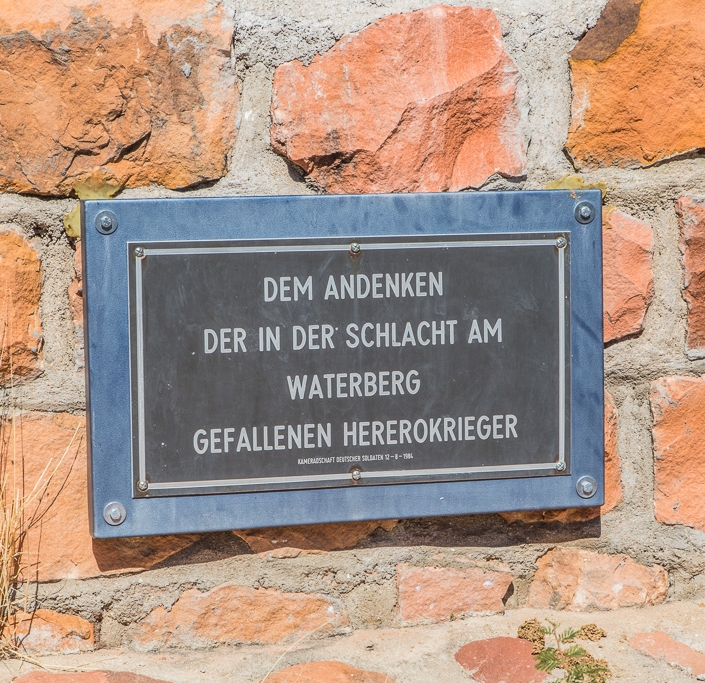 DEM ANDENKEN
DER IN DER SCHLACHT AM
WATERBERG
GEFALLENEN HEREROKRIEGER
KAMERADSCHAFT DEUTSCHER SOLDATEN 12-8-1984